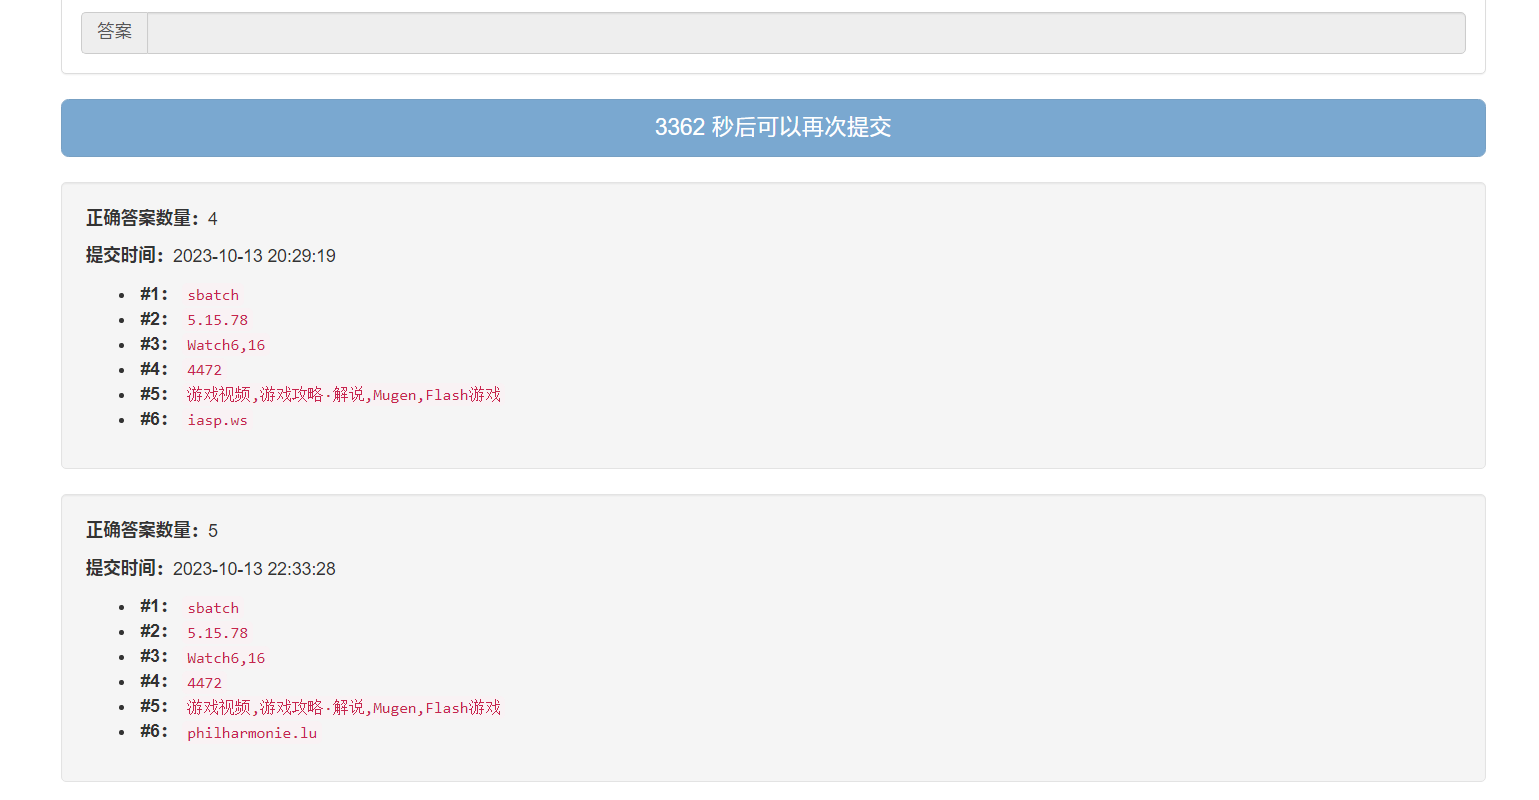 答案
3362 秒后可以再次提交
正确答案数量：4
提交时间：2023-10-13 20:29:19
#1： sbatch
#2： 5.15.78
#3： Watch6,16
#4： 4472
#5： 游戏视频,游戏攻略·解说,Mugen,Flash游戏
#6： iasp.ws
正确答案数量：5
提交时间：2023-10-13 22:33:28
#1： sbatch
#2： 5.15.78
#3： Watch6,16
#4： 4472
#5： 游戏视频,游戏攻略·解说,Mugen,Flash游戏
#6： philharmonie.lu